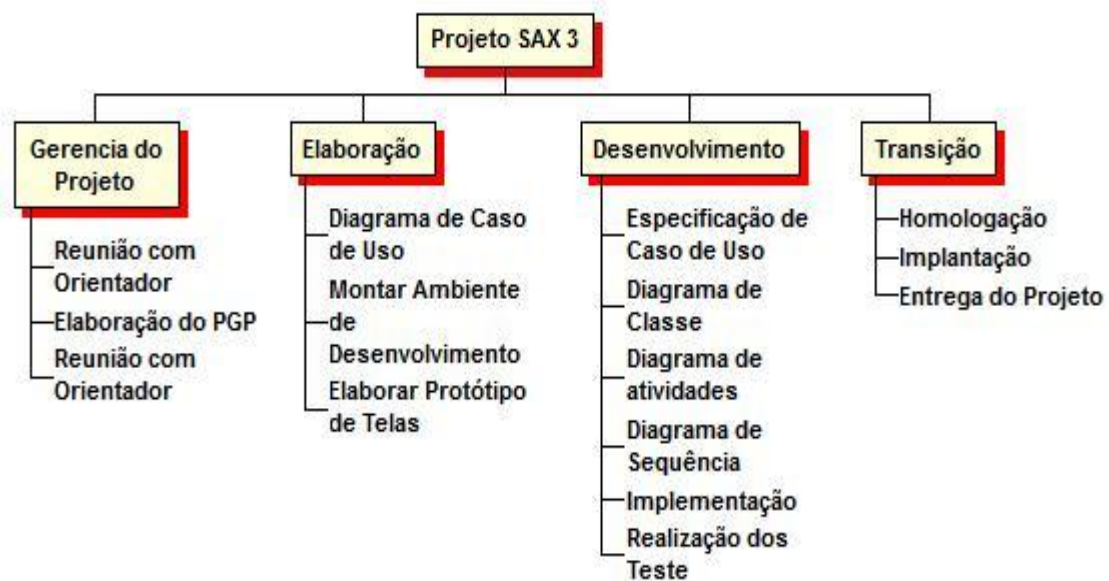 Projeto SAX 3
Gerencia do
Projeto
Reunião com
Orientador
Elaboração do PGP
Reunião com
Orientador
Elaboração
Diagrama de Caso
de Uso
Montar Ambiente
de
Desenvolvimento
Elaborar Protótipo
de Telas
Desenvolvimento
Especificação de
Caso de Uso
Diagrama de
Classe
Diagrama de
atividades
Diagrama de
Sequência
Implementação
Realização dos
Teste
Transição
Homologação
Implantação
Entrega do Projeto